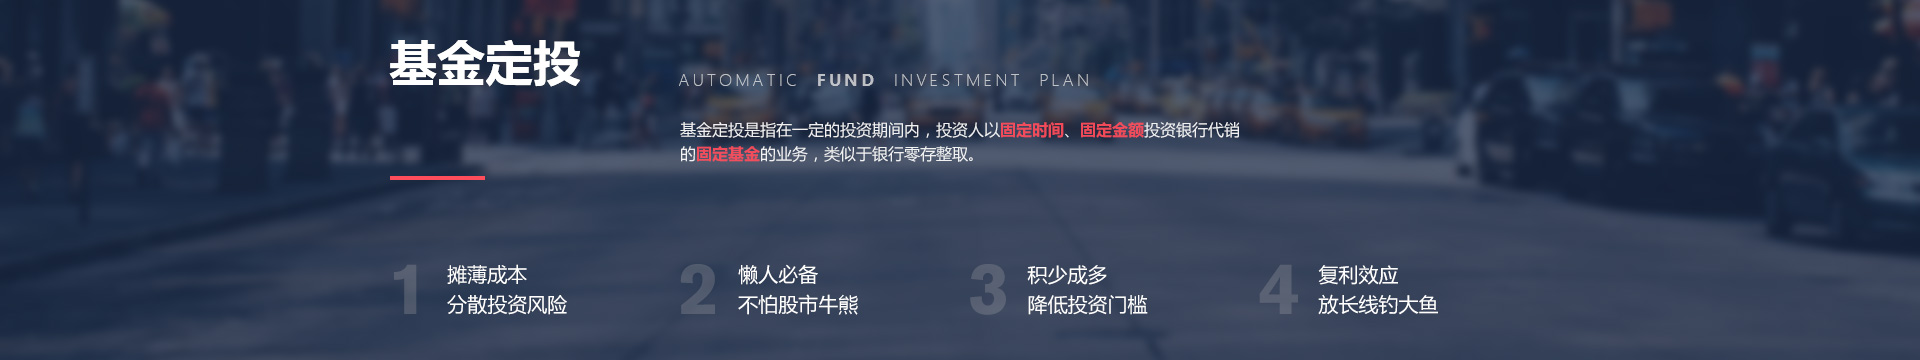 基金定投
AUTOMATIC FUND INVESTMENT PLAN
基金定投是指在一定的投资期间内，投资人以固定时间、固定金额投资银行代销
的固定基金的业务，类似于银行零存整取。
1 摊薄成本
分散投资风险
2 懒人必备
不怕股市牛熊
3 积少成多
降低投资门槛
4 复利效应
放长线钓大鱼